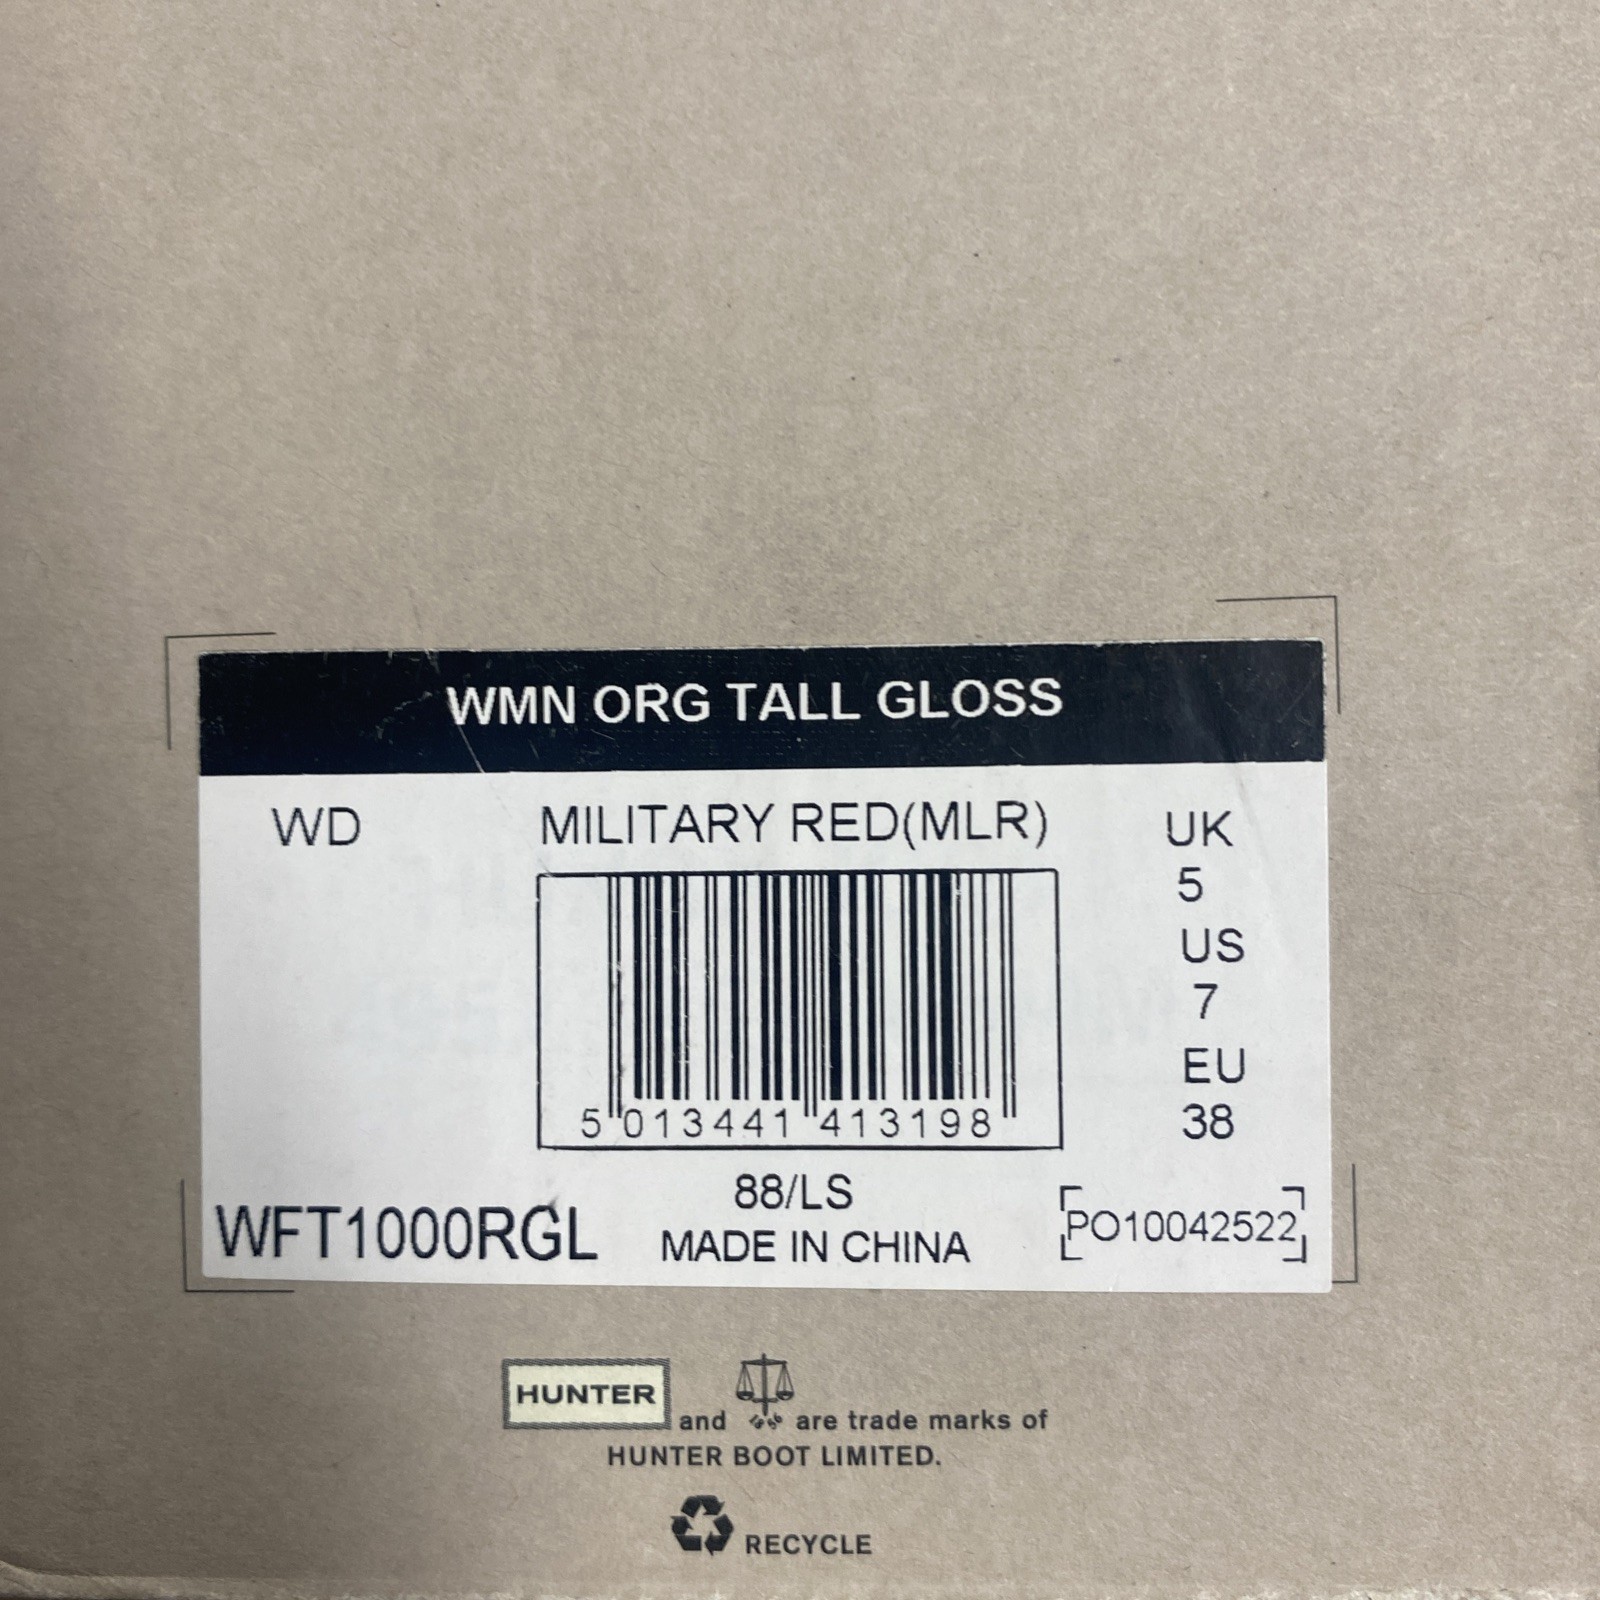 WMN ORG TALL GLOSS
WD
MILITARY RED(MLR)
UK
5
US
7
EU
38
5 013441 413198
88/LS
WFT1000RGL
MADE IN CHINA
PO10042522
HUNTER and are trade marks of
HUNTER BOOT LIMITED.
RECYCLE